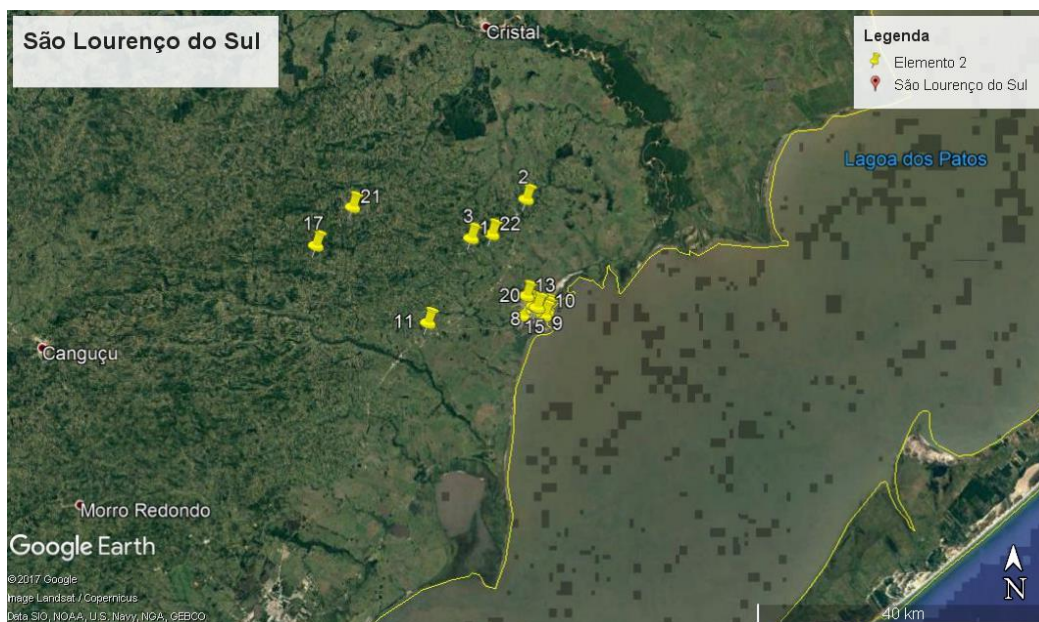 São Lourenço do Sul
Cristal
Legenda
Elemento 2
São Lourenço do Sul
Lagoa dos Patos
2
21
3
1
22
17
13
20
10
11
8
15
9
Canguçu
Morro Redondo
Google Earth
©2017 Google
Image Landsat / Copernicus
Data SIO, NOAA, U.S. Navy, NGA, GEBCO
40 km
N